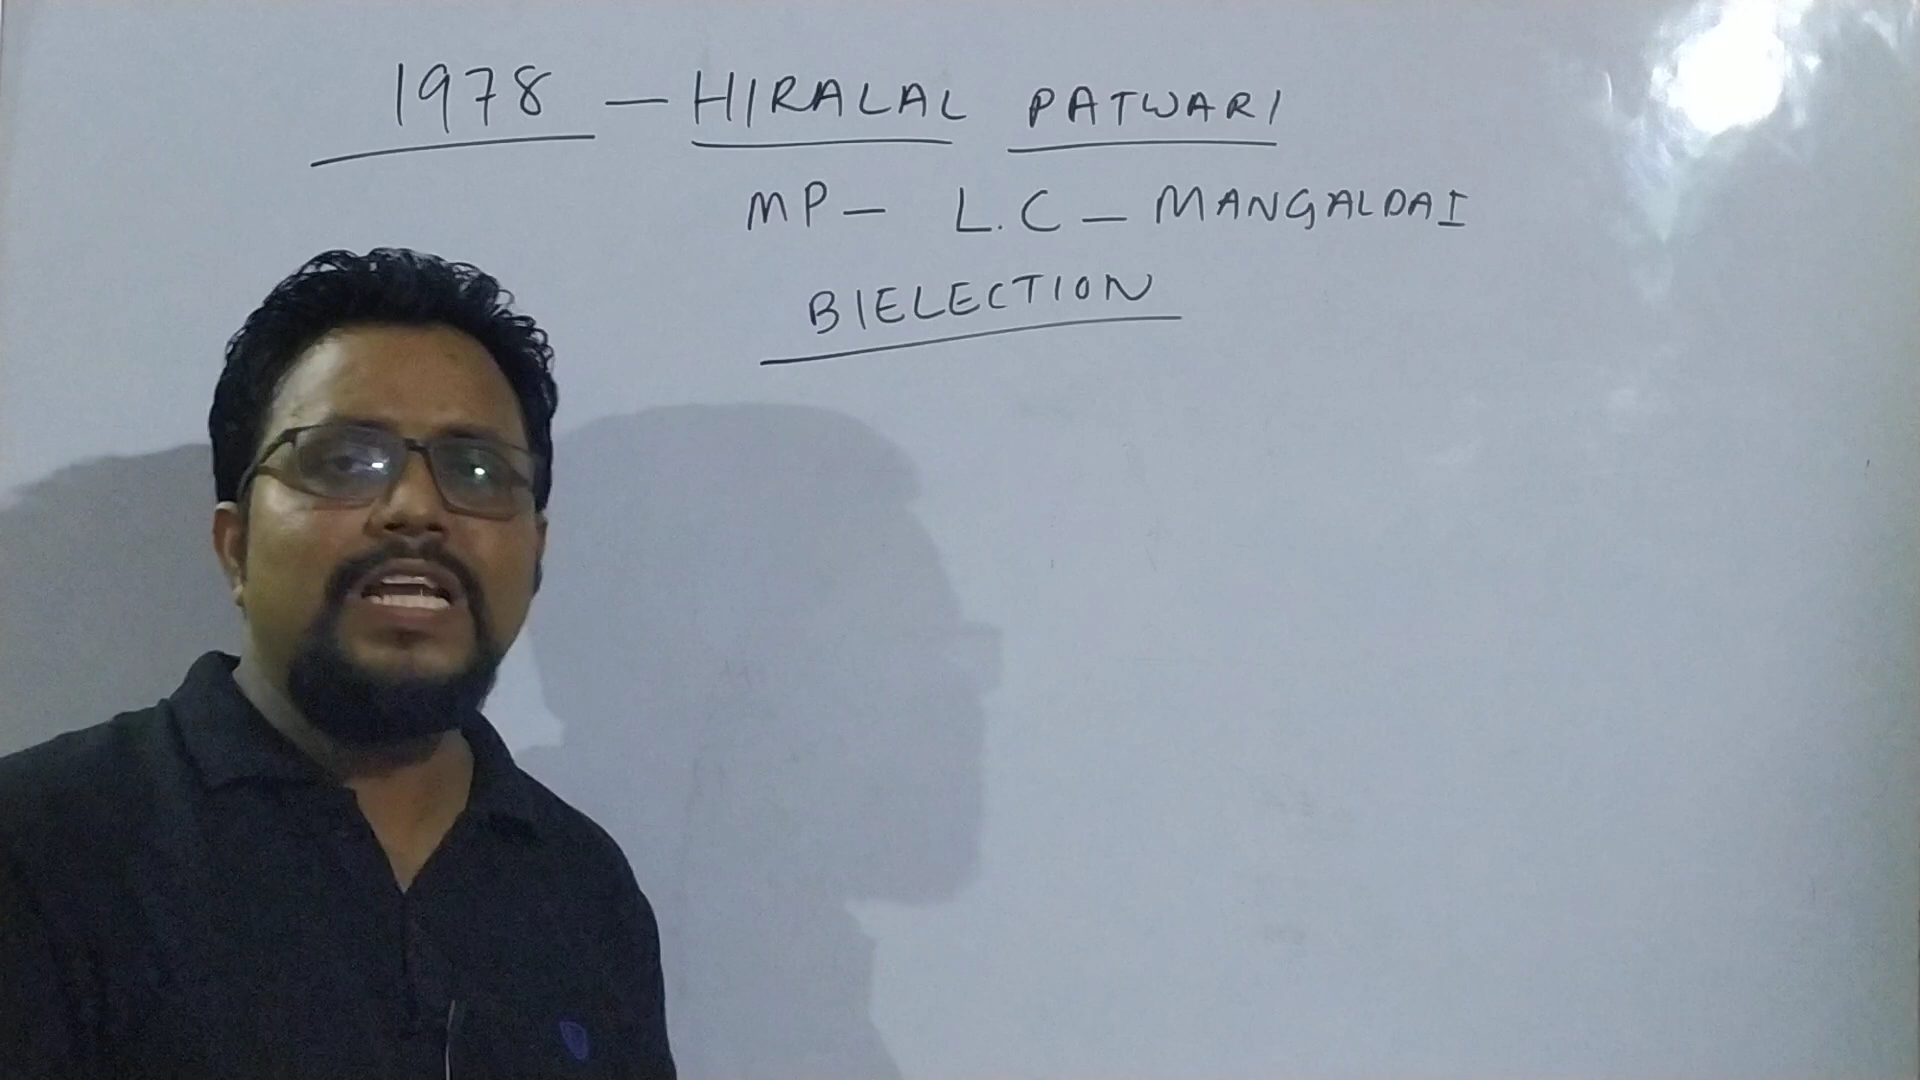 1978 — HIRALAL PATWARI
MP — L.C — MANGALDAI
BIELECTION